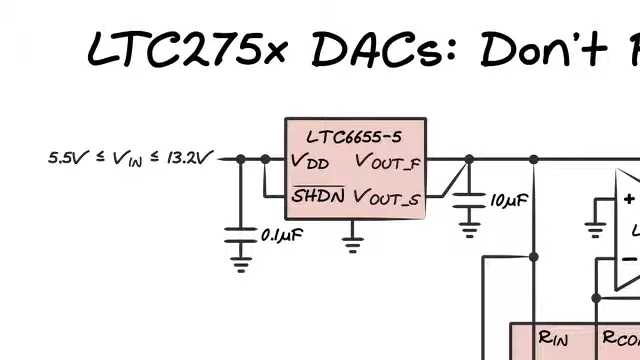 LTC275x DACs: Don't
LTC6655-5
5.5V ≤ VIN ≤ 13.2V
VDD VOUT_F
SHDN VOUT_S
0.1µF
10µF
+
−
RIN